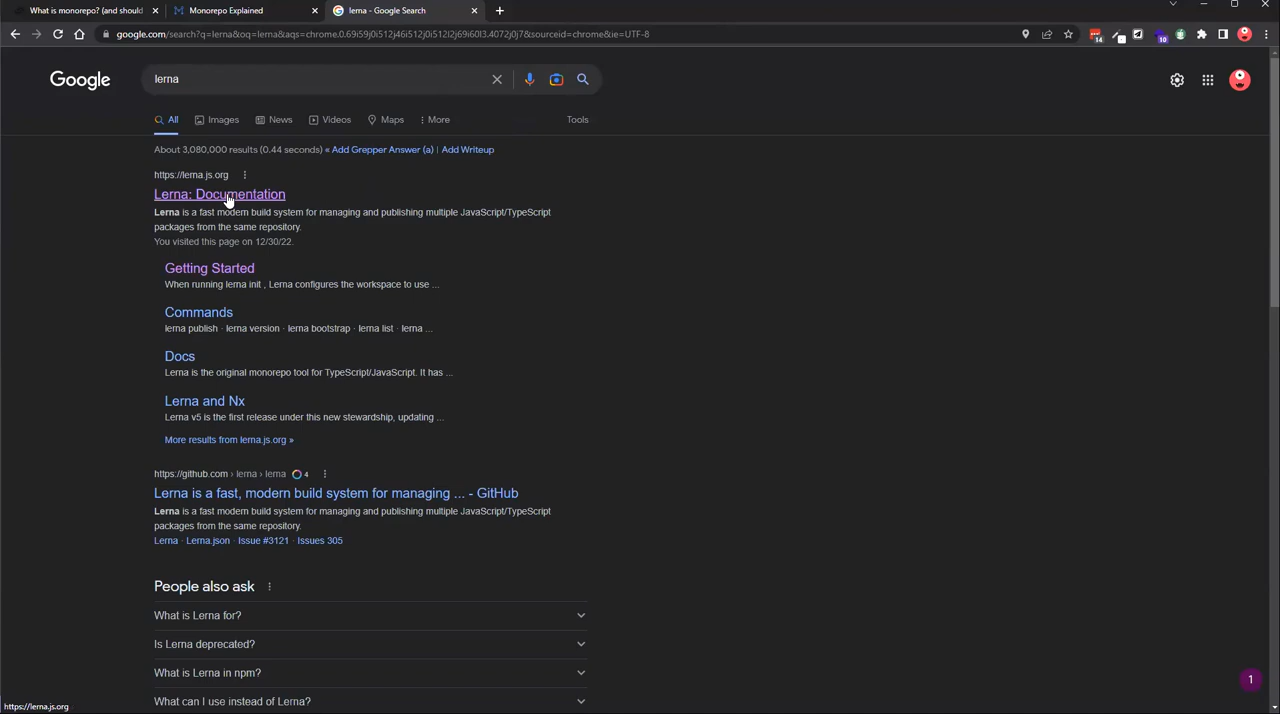 What is monorepo? (and should
Monorepo Explained
lerna - Google Search
google.com/search?q=lerna&oq=lerna&aqs=chrome.0.69i59j0i512j46i512j0i512l2j69i60l3.4072j0j7&sourceid=chrome&ie=UTF-8
14
10
Google
lerna
All
Images
News
Videos
Maps
More
Tools
About 3,080,000 results (0.44 seconds) « Add Grepper Answer (a) | Add Writeup
https://lerna.js.org
Lerna: Documentation
Lerna is a fast modern build system for managing and publishing multiple JavaScript/TypeScript
packages from the same repository.
You visited this page on 12/30/22.
Getting Started
When running lerna init , Lerna configures the workspace to use ...
Commands
lerna publish · lerna version · lerna bootstrap · lerna list · lerna ...
Docs
Lerna is the original monorepo tool for TypeScript/JavaScript. It has ...
Lerna and Nx
Lerna v5 is the first release under this new stewardship, updating ...
More results from lerna.js.org »
https://github.com › lerna › lerna 4
Lerna is a fast, modern build system for managing ... - GitHub
Lerna is a fast modern build system for managing and publishing multiple JavaScript/TypeScript
packages from the same repository.
Lerna · Lerna.json · Issue #3121 · Issues 305
People also ask
What is Lerna for?
Is Lerna deprecated?
What is Lerna in npm?
What can I use instead of Lerna?
1
https://lerna.js.org